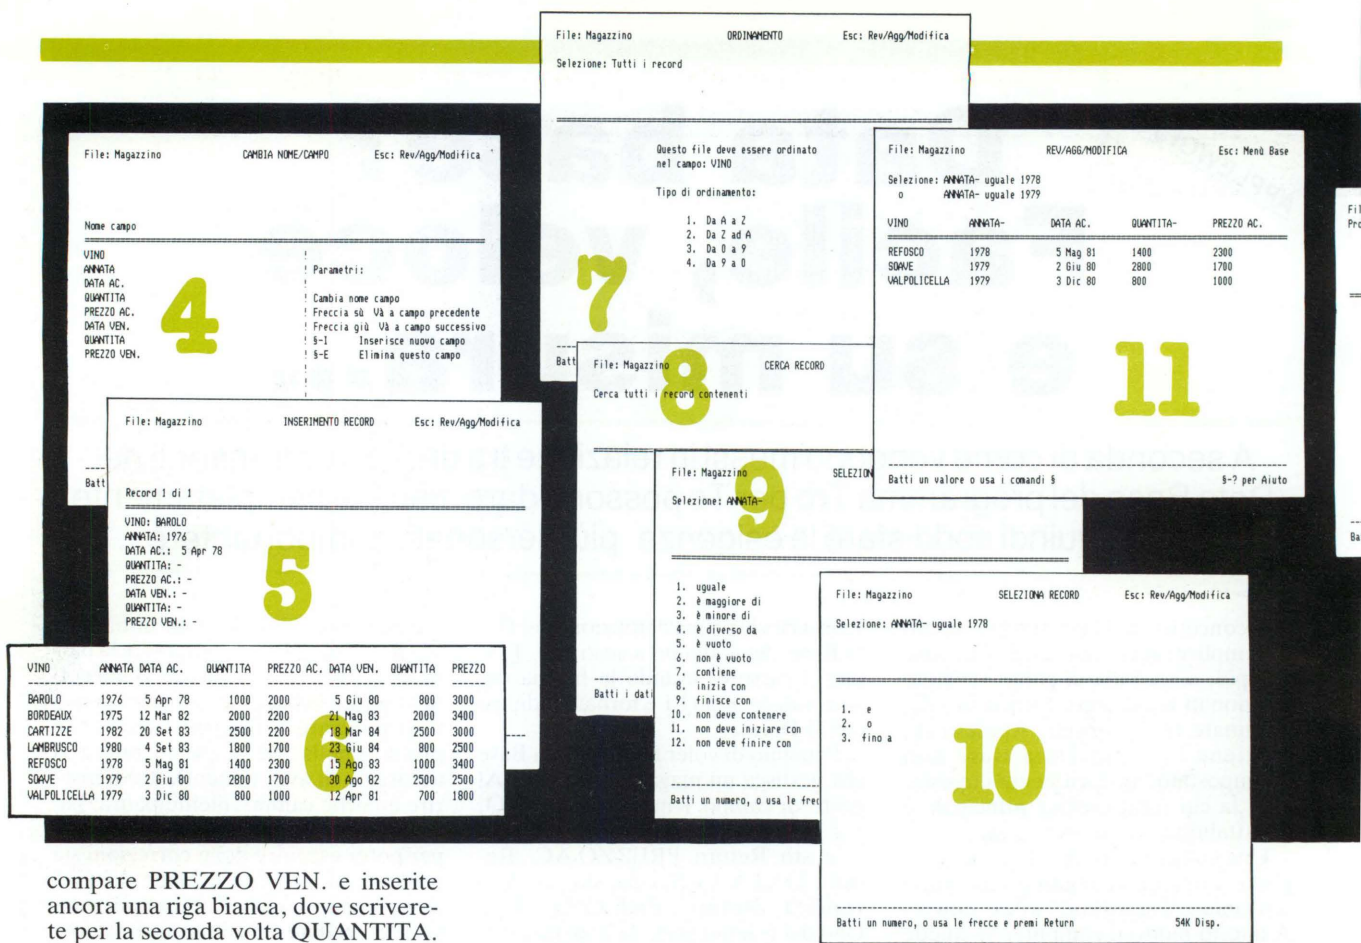 File: Magazzino CAMBIA NOME/CAMPO Esc: Rev/Agg/Modifica
Nome campo
VINO
ANNATA ! Parametri:
DATA AC. !
QUANTITA ! Cambia nome campo
PREZZO AC. ! Freccia sù Và a campo precedente
DATA VEN. ! Freccia giù Và a campo successivo
QUANTITA ! §-I Inserisce nuovo campo
PREZZO VEN. ! §-E Elimina questo campo
Batt
4
File: Magazzino INSERIMENTO RECORD Esc: Rev/Agg/Modifica
Record 1 di 1
VINO: BAROLO
ANNATA: 1976
DATA AC.: 5 Apr 78
QUANTITA: -
PREZZO AC.: -
DATA VEN.: -
QUANTITA: -
PREZZO VEN.: -
5
VINO ANNATA DATA AC. QUANTITA PREZZO AC. DATA VEN. QUANTITA PREZZO
BAROLO 1976 5 Apr 78 1000 2000 5 Giu 80 800 3000
BORDEAUX 1975 12 Mar 82 2000 2200 21 Mag 83 2000 3400
CARTIZZE 1982 20 Set 83 2500 2200 18 Mar 84 2500 3000
LAMBRUSCO 1980 4 Set 83 1800 1700 23 Giu 84 800 2500
REFOSCO 1978 5 Mag 81 1400 2300 15 Ago 83 1000 3400
SOAVE 1979 2 Giu 80 2800 1700 30 Ago 82 2500 2500
VALPOLICELLA 1979 3 Dic 80 800 1000 12 Apr 81 700 1800
6
File: Magazzino ORDINAMENTO Esc: Rev/Agg/Modifica
Selezione: Tutti i record
Questo file deve essere ordinato
nel campo: VINO
Tipo di ordinamento:
1. Da A a Z
2. Da Z ad A
3. Da 0 a 9
4. Da 9 a 0
Batt
7
File: Magazzino CERCA RECORD
Cerca tutti i record contenenti
Batti i dati
8
File: Magazzino SELEZION
Selezione: ANNATA-
1. uguale
2. è maggiore di
3. è minore di
4. è diverso da
5. è vuoto
6. non è vuoto
7. contiene
8. inizia con
9. finisce con
10. non deve contenere
11. non deve iniziare con
12. non deve finire con
Batti un numero, o usa le frec
9
File: Magazzino SELEZIONA RECORD Esc: Rev/Agg/Modifica
Selezione: ANNATA- uguale 1978
1. e
2. o
3. fino a
Batti un numero, o usa le frecce e premi Return 54K Disp.
10
File: Magazzino REV/AGG/MODIFICA Esc: Menù Base
Selezione: ANNATA- uguale 1978
o ANNATA- uguale 1979
VINO ANNATA- DATA AC. QUANTITA- PREZZO AC.
REFOSCO 1978 5 Mag 81 1400 2300
SOAVE 1979 2 Giu 80 2800 1700
VALPOLICELLA 1979 3 Dic 80 800 1000
Batti un valore o usa i comandi § §-? per Aiuto
11
Fil
Pro
Ba
compare PREZZO VEN. e inserite
ancora una riga bianca, dove scrivere-
te per la seconda volta QUANTITA.